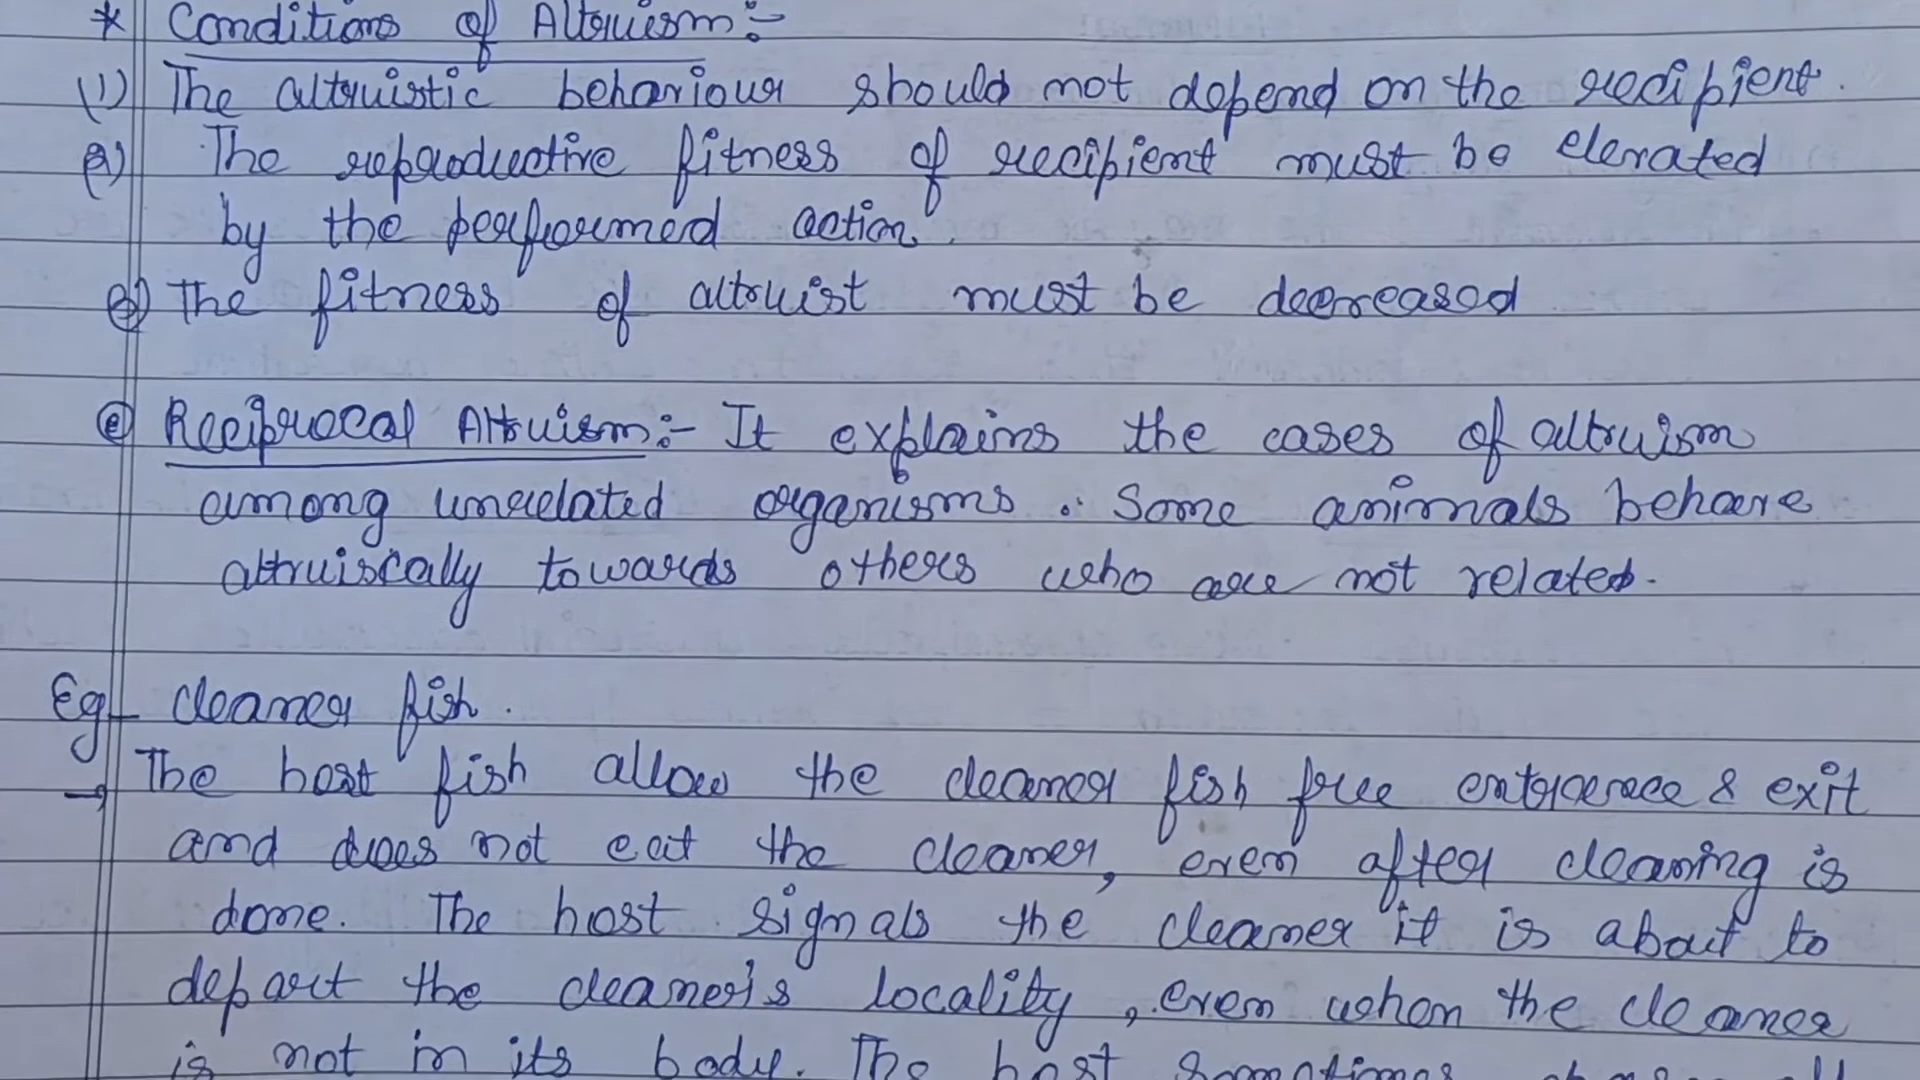 * Conditions of Altruism:-
(1) The altruistic behaviour should not depend on the recipient.
(2) The reproductive fitness of recipient must be elevated
by the performed action.
(3) The fitness of altruist must be decreased
@ Reciprocal Altruism:- It explains the cases of altruism
among unrelated organisms. Some animals behave
altruiscally towards others who are not related.
Eg- cleaner fish.
→ The host fish allow the cleaner fish free enterence & exit
and does not eat the cleaner, even after cleaning is
done. The host signals the cleaner it is about to
depart the cleaner's locality, even when the cleaner
is not in its body. The host sometimes